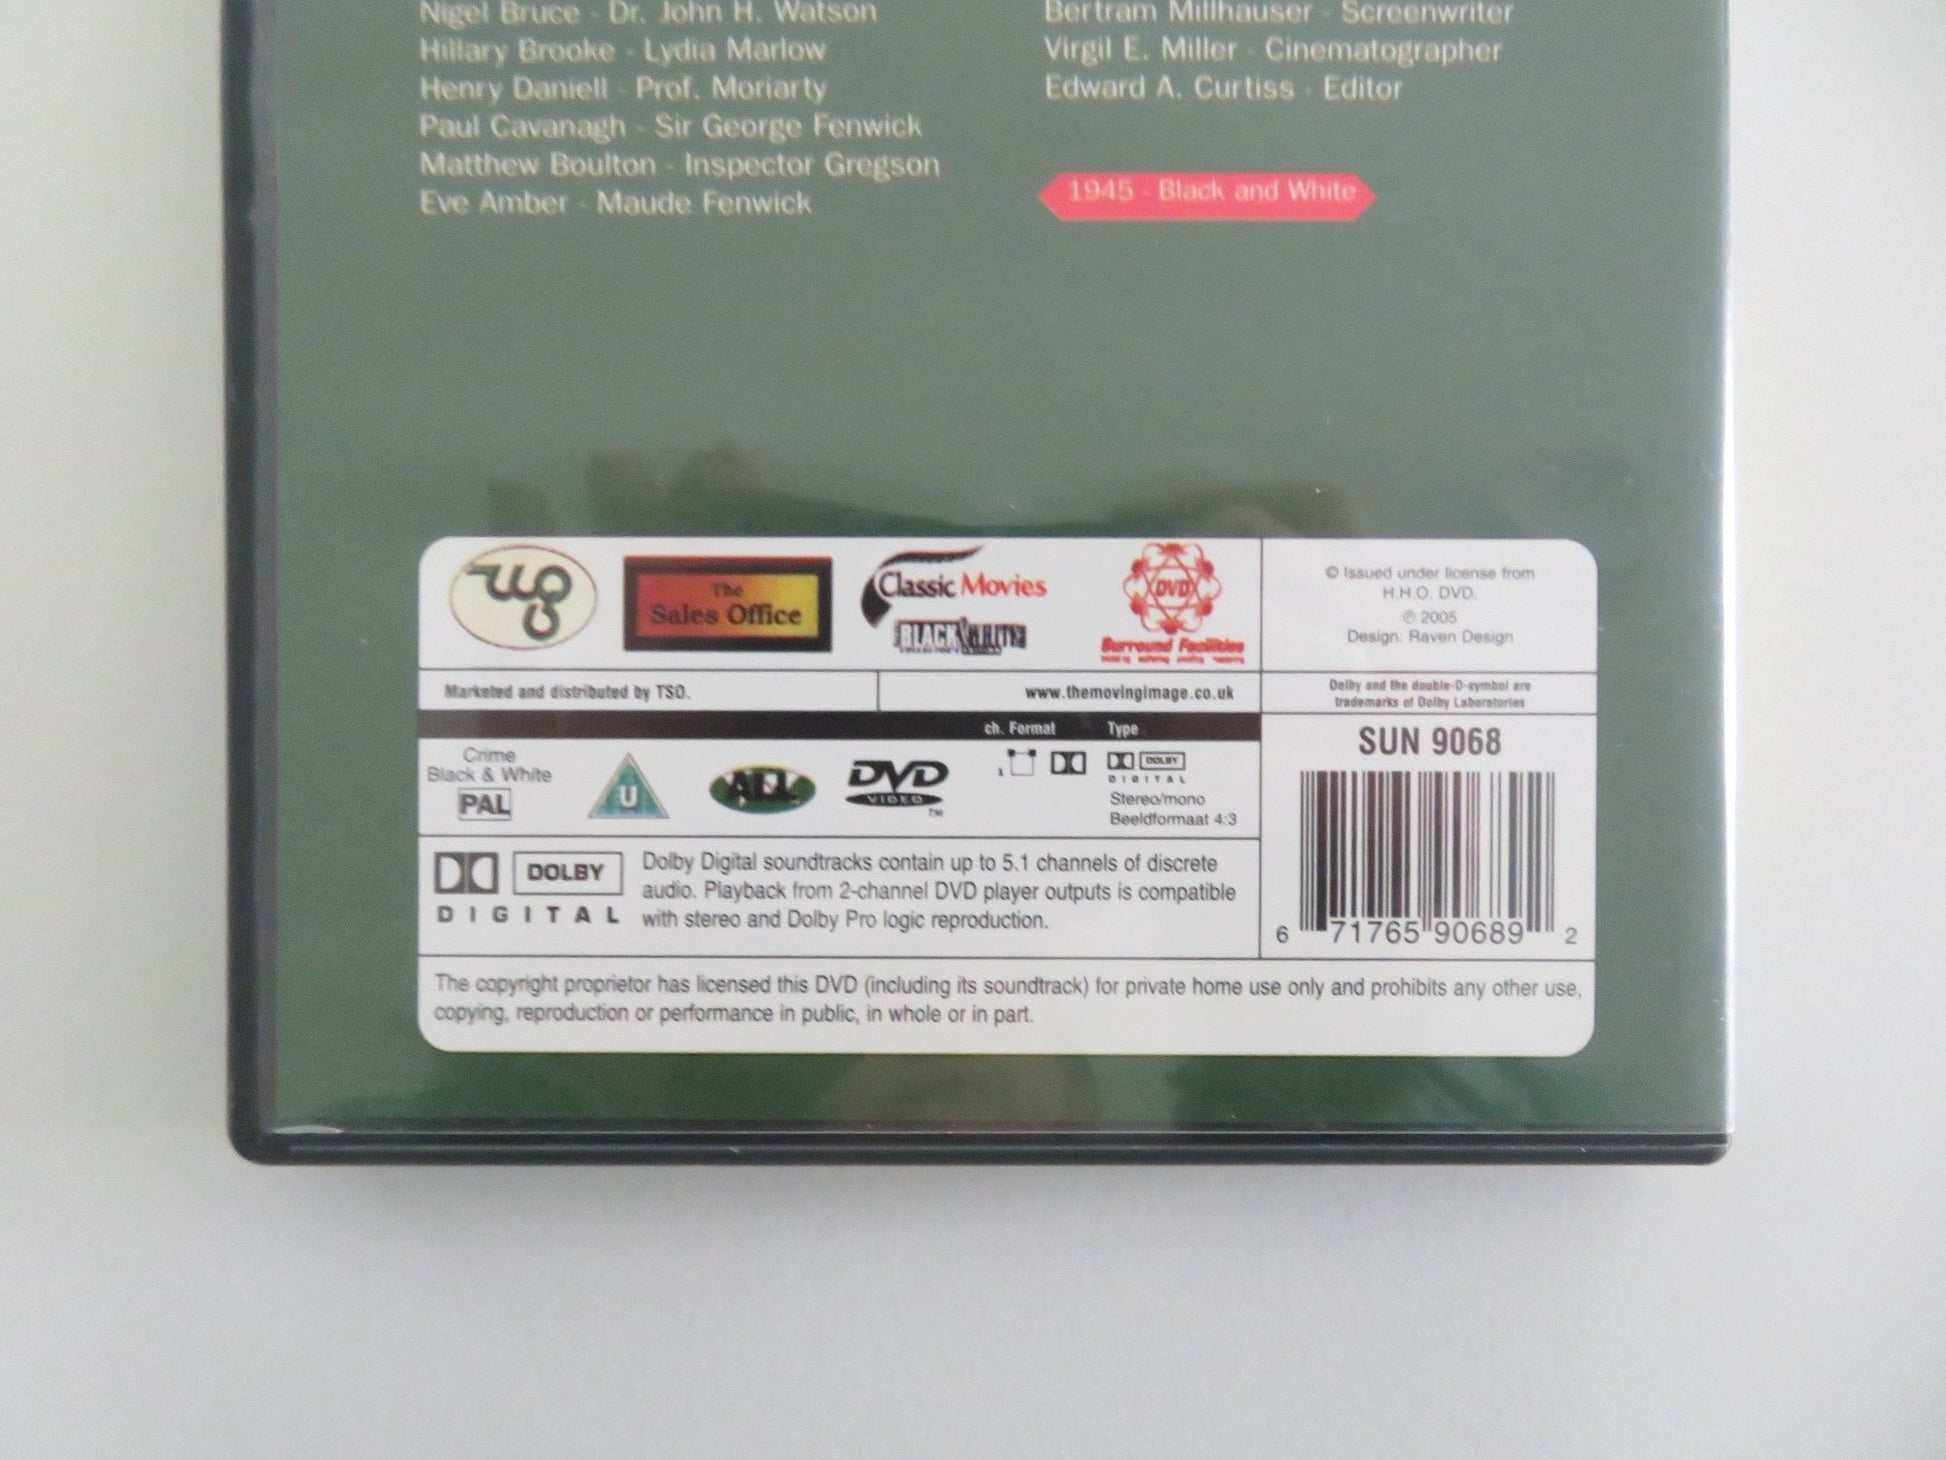 Nigel Bruce - Dr. John H. Watson
Hillary Brooke - Lydia Marlow
Henry Daniell - Prof. Moriarty
Paul Cavanagh - Sir George Fenwick
Matthew Boulton - Inspector Gregson
Eve Amber - Maude Fenwick
Bertram Millhauser - Screenwriter
Virgil E. Miller - Cinematographer
Edward A. Curtiss - Editor
1945 - Black and White
The
Sales Office
Classic Movies
BLACK & WHITE
DVD
Surround Facilities
© Issued under license from
H.H.O. DVD.
℗ 2005
Design: Raven Design
Marketed and distributed by TSO.
www.themovingimage.co.uk
Dolby and the double-D-symbol are
trademarks of Dolby Laboratories
ch. Format
Type
Crime
Black & White
PAL
U
ALL
DVD
VIDEO
TM
1
DOLBY
DIGITAL
Stereo/mono
Beeldformaat 4:3
SUN 9068
6 71765 90689 2
DOLBY
DIGITAL
Dolby Digital soundtracks contain up to 5.1 channels of discrete
audio. Playback from 2-channel DVD player outputs is compatible
with stereo and Dolby Pro logic reproduction.
The copyright proprietor has licensed this DVD (including its soundtrack) for private home use only and prohibits any other use,
copying, reproduction or performance in public, in whole or in part.